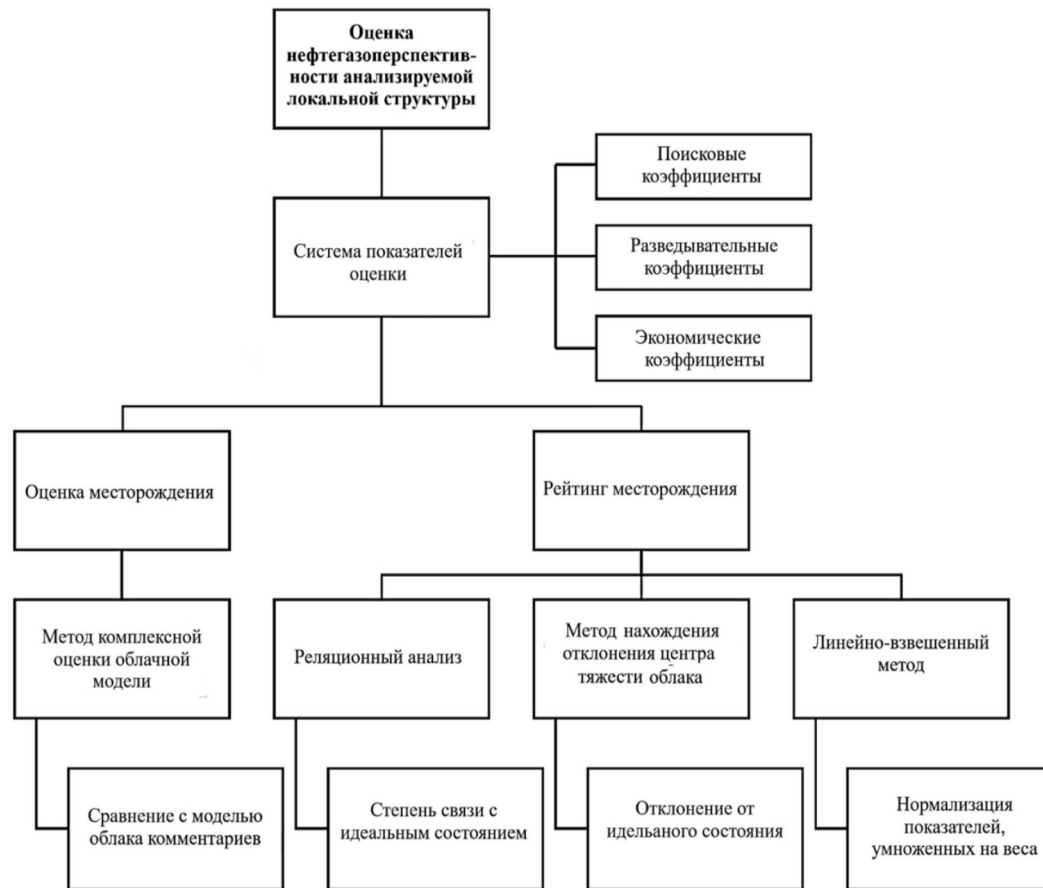 Оценка
нефтегазоперспектив-
ности анализируемой
локальной структуры
Поисковые
коэффициенты
Система показателей
оценки
Разведывательные
коэффициенты
Экономические
коэффициенты
Оценка месторождения
Рейтинг месторождения
Метод комплексной
оценки облачной
модели
Реляционный анализ
Метод нахождения
отклонения центра
тяжести облака
Линейно-взвешенный
метод
Сравнение с моделью
облака комментариев
Степень связи с
идеальным состоянием
Отклонение от
идельаного состояния
Нормализация
показателей,
умноженных на веса